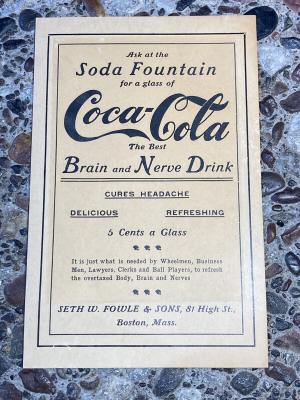 Ask at the
Soda Fountain
for a glass of
Coca-Cola
The Best
Brain and Nerve Drink
CURES HEADACHE
DELICIOUS REFRESHING
5 Cents a Glass
It is just what is needed by Wheelmen, Business
Men, Lawyers, Clerks and Ball Players, to refresh
the overtaxed Body, Brain and Nerves
SETH W. FOWLE & SONS, 81 High St.,
Boston, Mass.